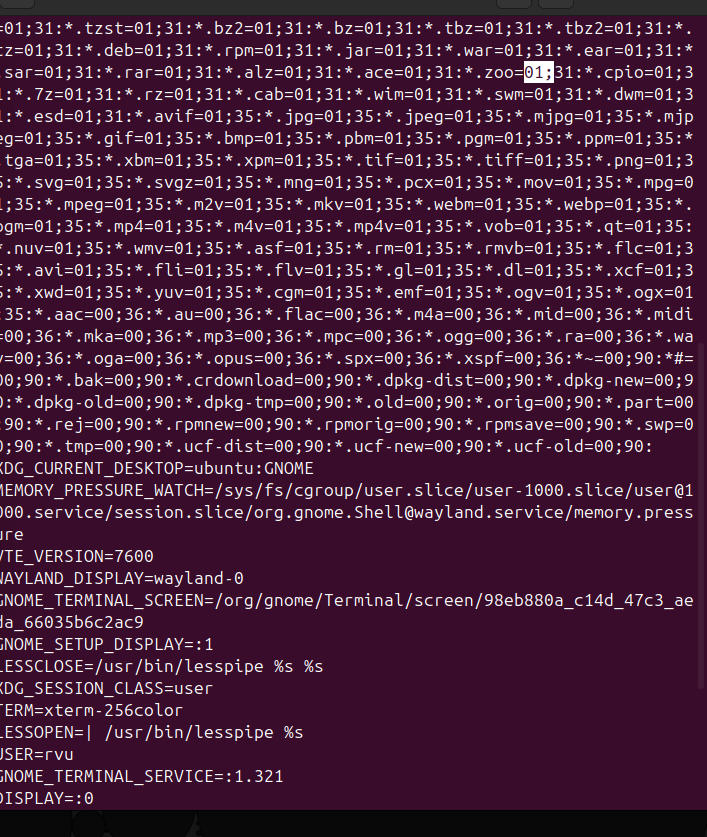 =01;31:*.tzst=01;31:*.bz2=01;31:*.bz=01;31:*.tbz=01;31:*.tbz2=01;31:*.
tz=01;31:*.deb=01;31:*.rpm=01;31:*.jar=01;31:*.war=01;31:*.ear=01;31:*
.sar=01;31:*.rar=01;31:*.alz=01;31:*.ace=01;31:*.zoo=01;31:*.cpio=01;3
1:*.7z=01;31:*.rz=01;31:*.cab=01;31:*.wim=01;31:*.swm=01;31:*.dwm=01;3
1:*.esd=01;31:*.avif=01;35:*.jpg=01;35:*.jpeg=01;35:*.mjpg=01;35:*.mjp
eg=01;35:*.gif=01;35:*.bmp=01;35:*.pbm=01;35:*.pgm=01;35:*.ppm=01;35:*
.tga=01;35:*.xbm=01;35:*.xpm=01;35:*.tif=01;35:*.tiff=01;35:*.png=01;3
5:*.svg=01;35:*.svgz=01;35:*.mng=01;35:*.pcx=01;35:*.mov=01;35:*.mpg=0
1;35:*.mpeg=01;35:*.m2v=01;35:*.mkv=01;35:*.webm=01;35:*.webp=01;35:*.
ogm=01;35:*.mp4=01;35:*.m4v=01;35:*.mp4v=01;35:*.vob=01;35:*.qt=01;35:
*.nuv=01;35:*.wmv=01;35:*.asf=01;35:*.rm=01;35:*.rmvb=01;35:*.flc=01;3
5:*.avi=01;35:*.fli=01;35:*.flv=01;35:*.gl=01;35:*.dl=01;35:*.xcf=01;3
5:*.xwd=01;35:*.yuv=01;35:*.cgm=01;35:*.emf=01;35:*.ogv=01;35:*.ogx=01
;35:*.aac=00;36:*.au=00;36:*.flac=00;36:*.m4a=00;36:*.mid=00;36:*.midi
=00;36:*.mka=00;36:*.mp3=00;36:*.mpc=00;36:*.ogg=00;36:*.ra=00;36:*.wa
v=00;36:*.oga=00;36:*.opus=00;36:*.spx=00;36:*.xspf=00;36:*~=00;90:*#=
00;90:*.bak=00;90:*.crdownload=00;90:*.dpkg-dist=00;90:*.dpkg-new=00;9
0:*.dpkg-old=00;90:*.dpkg-tmp=00;90:*.old=00;90:*.orig=00;90:*.part=00
;90:*.rej=00;90:*.rpmnew=00;90:*.rpmorig=00;90:*.rpmsave=00;90:*.swp=0
0;90:*.tmp=00;90:*.ucf-dist=00;90:*.ucf-new=00;90:*.ucf-old=00;90:
XDG_CURRENT_DESKTOP=ubuntu:GNOME
MEMORY_PRESSURE_WATCH=/sys/fs/cgroup/user.slice/user-1000.slice/user@1
000.service/session.slice/org.gnome.Shell@wayland.service/memory.press
ure
VTE_VERSION=7600
WAYLAND_DISPLAY=wayland-0
GNOME_TERMINAL_SCREEN=/org/gnome/Terminal/screen/98eb880a_c14d_47c3_ae
da_66035b6c2ac9
GNOME_SETUP_DISPLAY=:1
LESSCLOSE=/usr/bin/lesspipe %s %s
XDG_SESSION_CLASS=user
TERM=xterm-256color
LESSOPEN=| /usr/bin/lesspipe %s
USER=rvu
GNOME_TERMINAL_SERVICE=:1.321
DISPLAY=:0